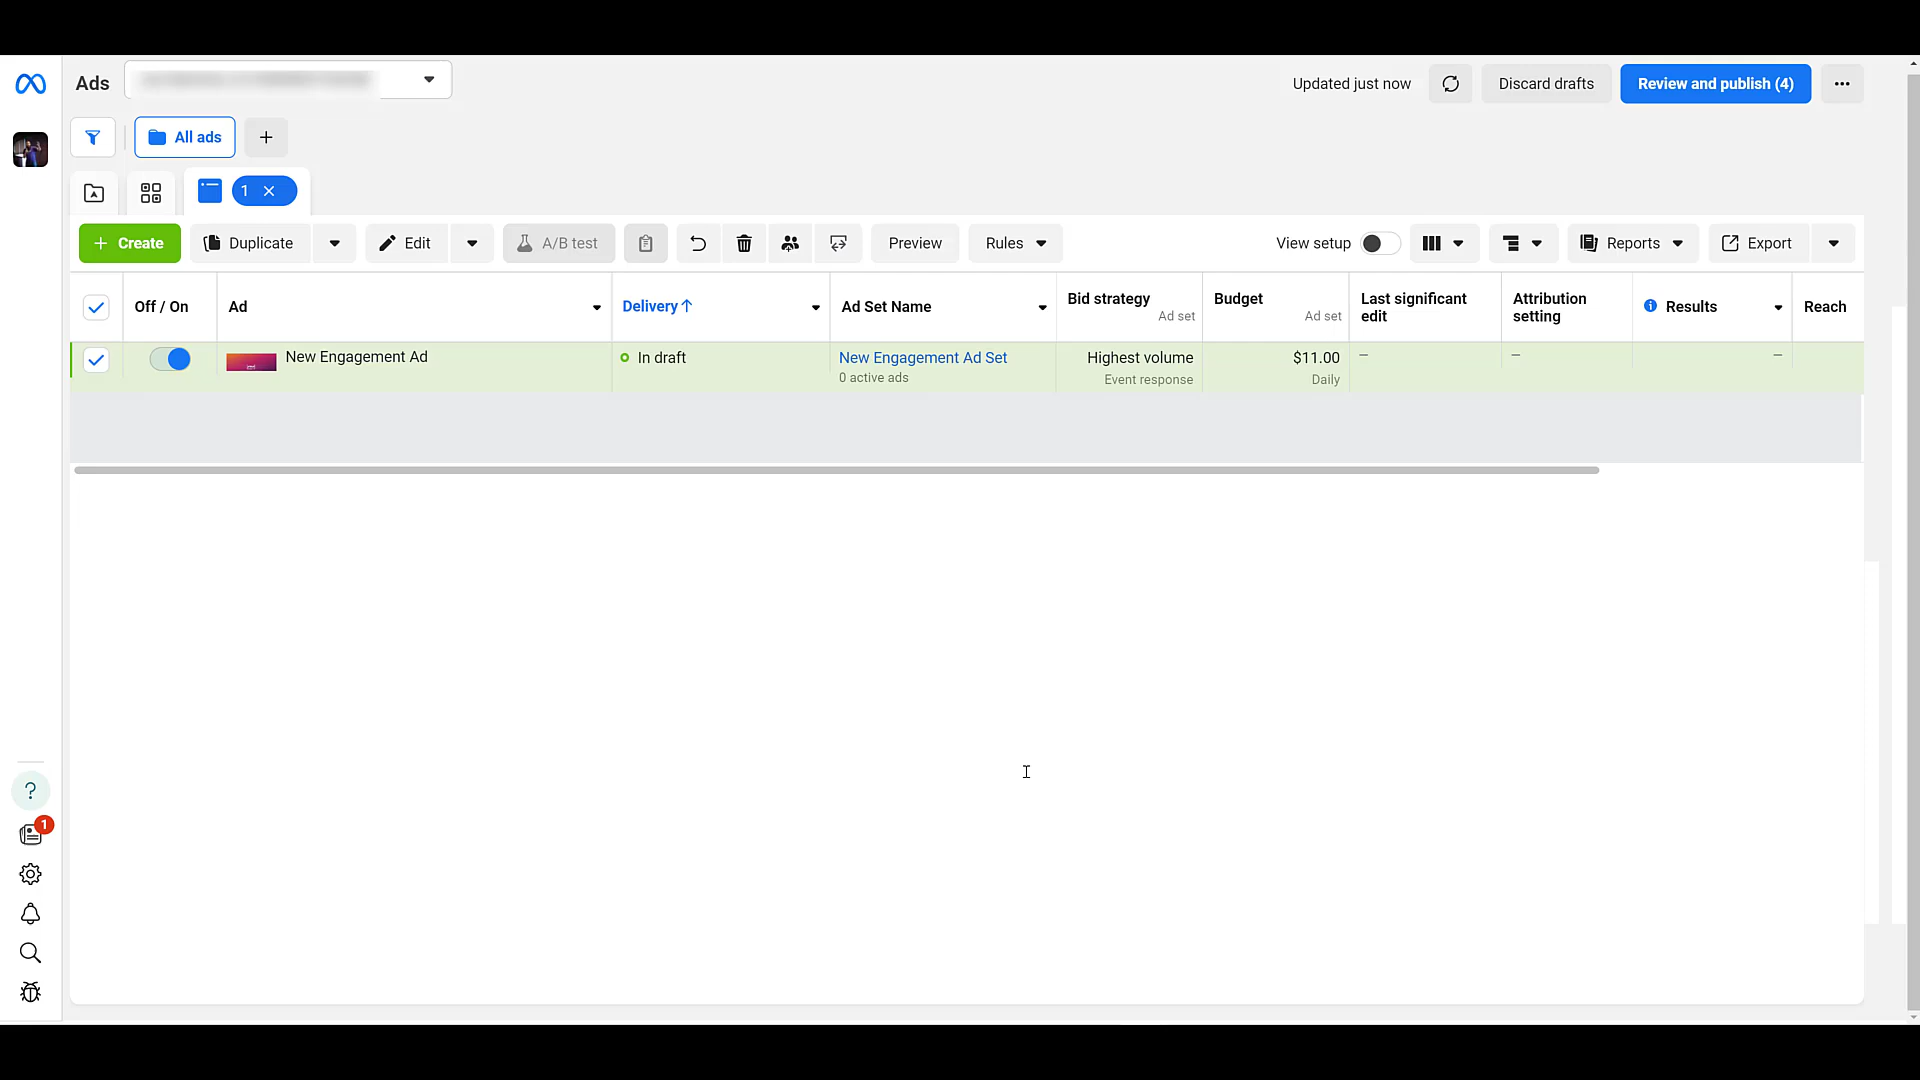 Ads
Updated just now
Discard drafts
Review and publish (4)
All ads
1
Create
Duplicate
Edit
A/B test
Preview
Rules
View setup
Reports
Export
Off / On
Ad
Delivery↑
Ad Set Name
Bid strategy
Ad set
Budget
Ad set
Last significant
edit
Attribution
setting
Results
Reach
New Engagement Ad
In draft
New Engagement Ad Set
0 active ads
Highest volume
Event response
$11.00
Daily
—
—
—
?
1